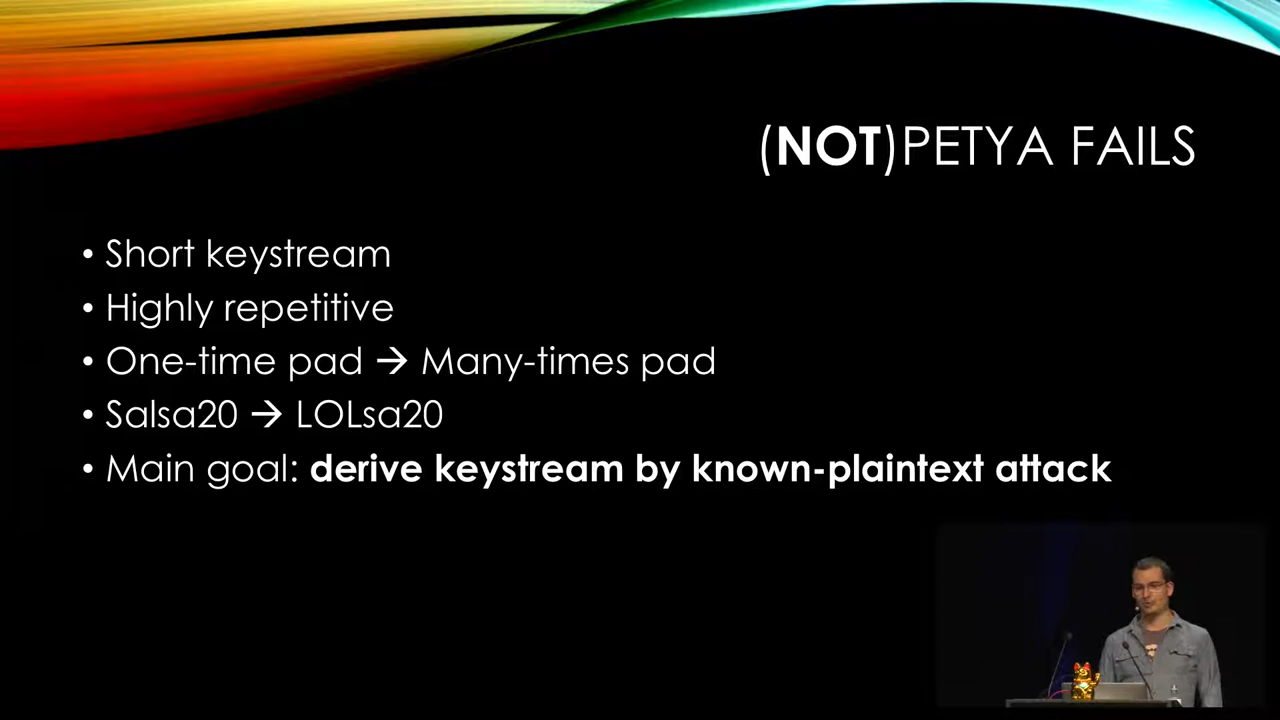 (NOT)PETYA FAILS
• Short keystream
• Highly repetitive
• One-time pad → Many-times pad
• Salsa20 → LOLsa20
• Main goal: derive keystream by known-plaintext attack